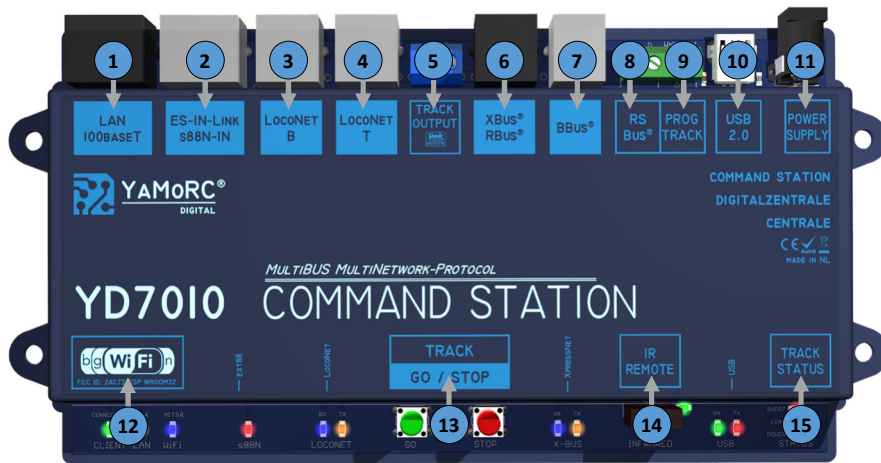 1 2 3 4 5 6 7 8 9 10 11
LAN
100BASET
ES-IN-LINK
S88N-IN
LOCONET
B
LOCONET
T
TRACK
OUTPUT
XBUS®
RBUS®
BBUS®
RS
BUS®
PROG
TRACK
USB
2.0
POWER
SUPPLY
YAMORC®
DIGITAL
COMMAND STATION
DIGITALZENTRALE
CENTRALE
CE
RoHS
MADE IN NL
MULTIBUS MULTINETWORK-PROTOCOL
YD7010
COMMAND STATION
bg WiFi n
EXT88
LOCONET
TRACK
GO / STOP
XPRESSNET
IR
REMOTE
USB
TRACK
STATUS
12 13 14 15
ACTIVE
RX TX
RX TX
RX TX
SHORT
CLIENT LAN
WIFI
S88N
LOCONET
GO
STOP
X-BUS
INFRARED
USB
STATUS